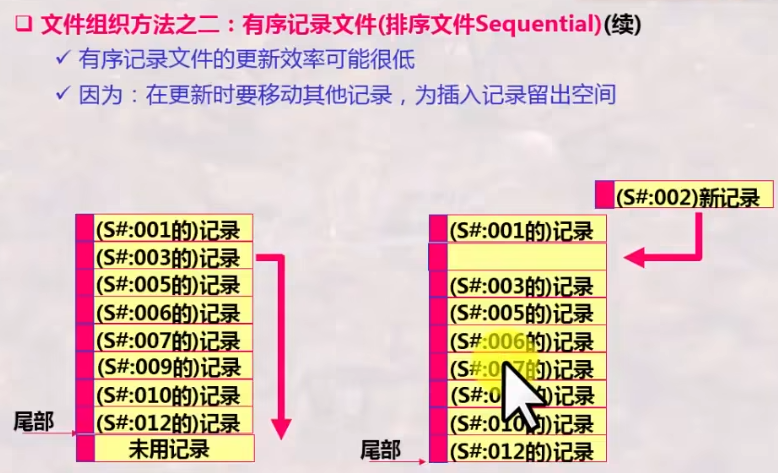 文件组织方法之二：有序记录文件(排序文件Sequential)(续)
有序记录文件的更新效率可能很低
因为：在更新时要移动其他记录，为插入记录留出空间
(S#:002)新记录
(S#:001的)记录
(S#:003的)记录
(S#:005的)记录
(S#:006的)记录
(S#:007的)记录
(S#:009的)记录
(S#:010的)记录
(S#:012的)记录
尾部
未用记录
(S#:001的)记录
(S#:003的)记录
(S#:005的)记录
(S#:006的)记录
(S#:007的)记录
(S#:0 的)记录
(S#:010的)记录
尾部
(S#:012的)记录